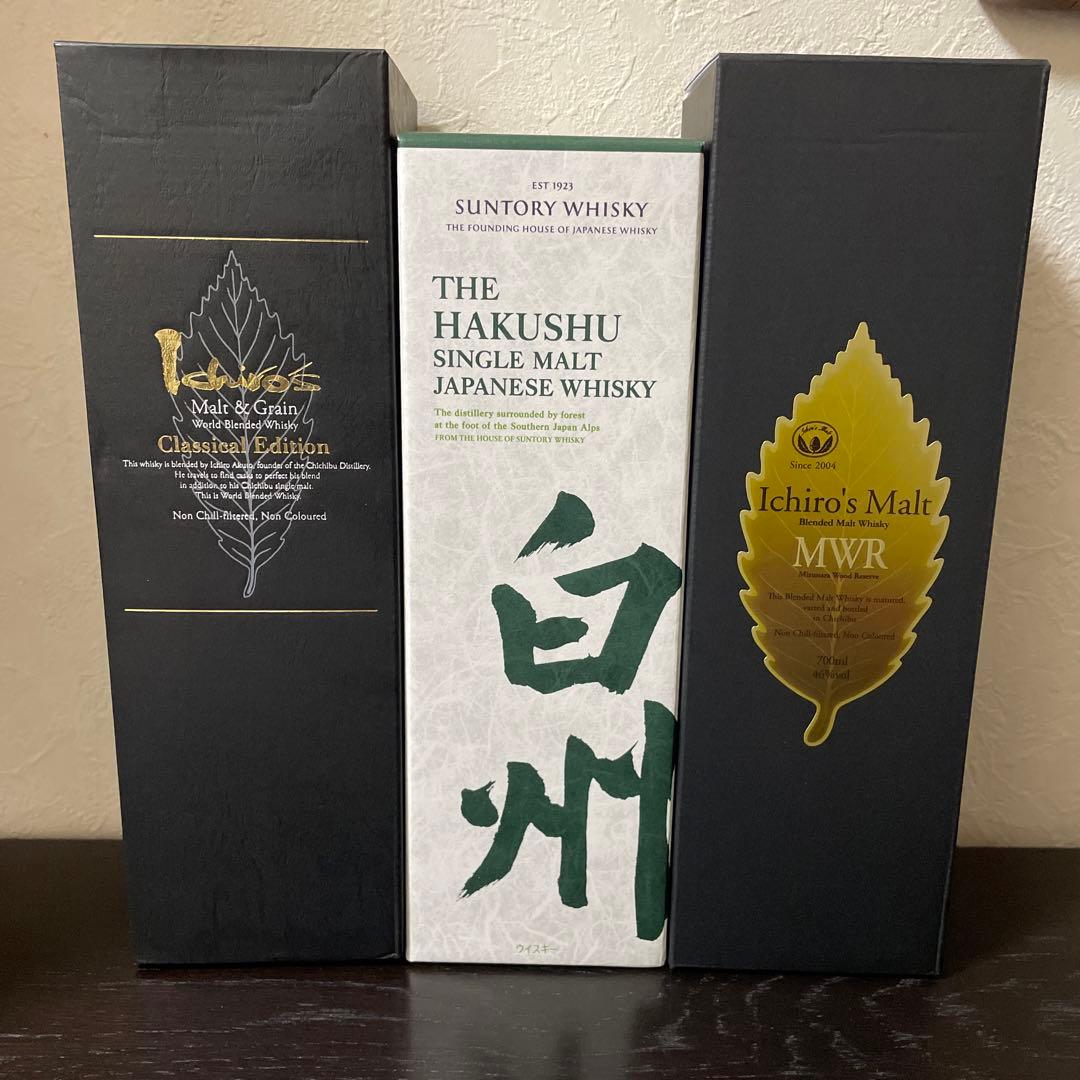 Ichiro's
Malt & Grain
World Blended Whisky
Classical Edition
This whisky is blended by Ichiro Akuto, founder of the Chichibu Distillery.
He travels to find casks to perfect his blend
in addition to his Chichibu single malt.
This is World Blended Whisky.
Non Chill-filtered, Non Coloured
EST 1923
SUNTORY WHISKY
THE FOUNDING HOUSE OF JAPANESE WHISKY
THE
HAKUSHU
SINGLE MALT
JAPANESE WHISKY
The distillery surrounded by forest
at the foot of the Southern Japan Alps
FROM THE HOUSE OF SUNTORY WHISKY
白
州
ウイスキー
Ichiro's Malt
Since 2004
Ichiro's Malt
Blended Malt Whisky
MWR
Mizunara Wood Reserve
This Blended Malt Whisky is matured,
vatted and bottled
in Chichibu
Non Chill-filtered, Non Coloured
700ml
46%vol